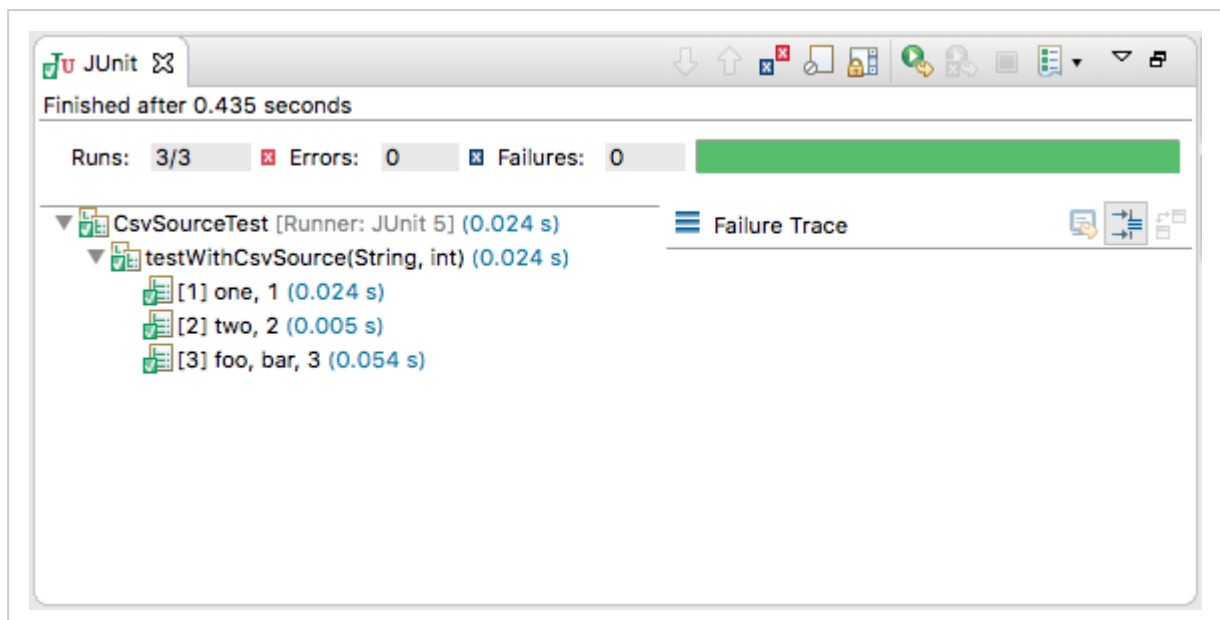 JUnit
Finished after 0.435 seconds
Runs: 3/3 Errors: 0 Failures: 0
CsvSourceTest [Runner: JUnit 5] (0.024 s)
testWithCsvSource(String, int) (0.024 s)
[1] one, 1 (0.024 s)
[2] two, 2 (0.005 s)
[3] foo, bar, 3 (0.054 s)
Failure Trace